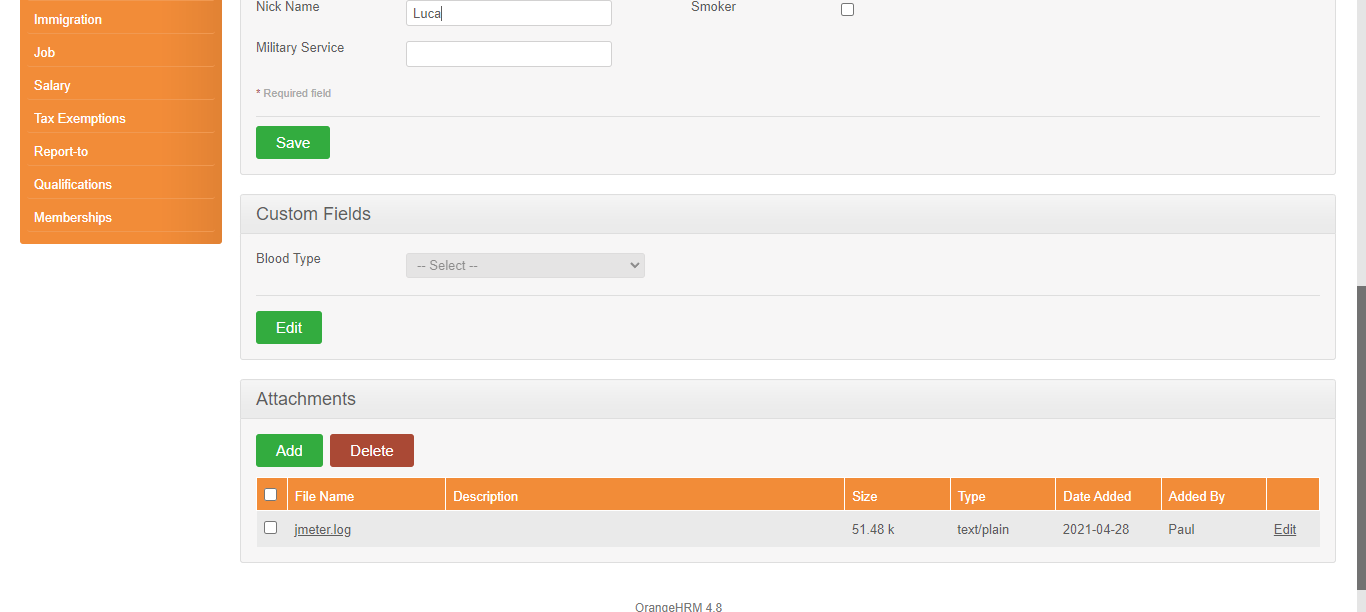 Immigration
Job
Salary
Tax Exemptions
Report-to
Qualifications
Memberships
Nick Name Luca Smoker
Military Service
* Required field
Save
Custom Fields
Blood Type -- Select --
Edit
Attachments
Add Delete
File Name Description Size Type Date Added Added By
jmeter.log 51.48 k text/plain 2021-04-28 Paul Edit
OrangeHRM 4.8